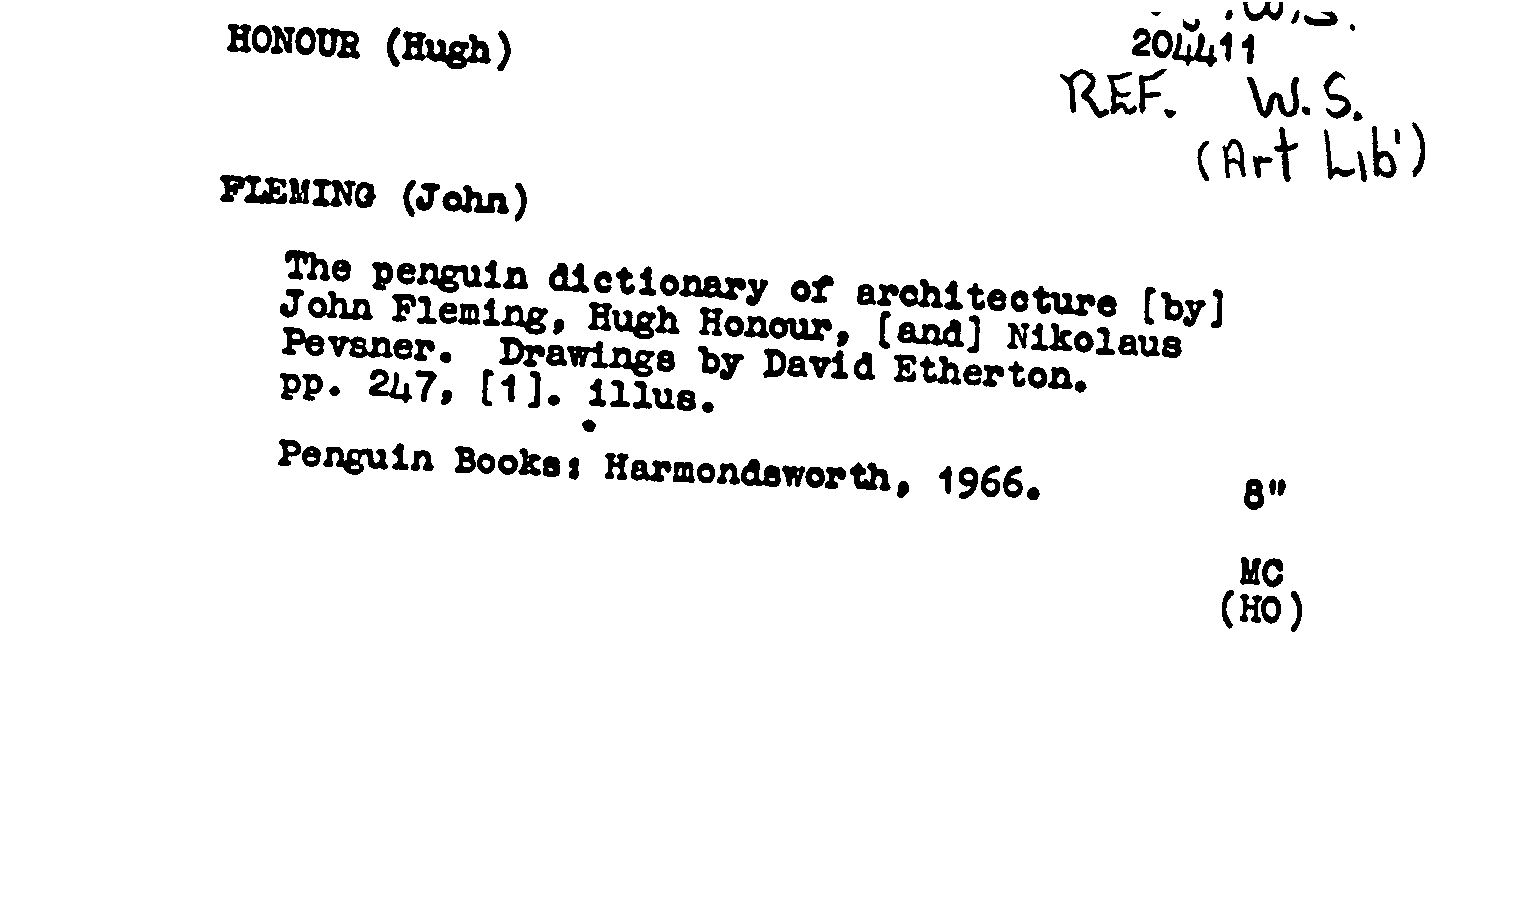 W.S.
HONOUR (Hugh)
204411
REF. W.S.
(Art Lib')
FLEMING (John)
The penguin dictionary of architecture [by]
John Fleming, Hugh Honour, [and] Nikolaus
Pevsner. Drawings by David Etherton.
pp. 247, [1]. illus.
Penguin Books: Harmondsworth, 1966.
8"
MC
(HO)